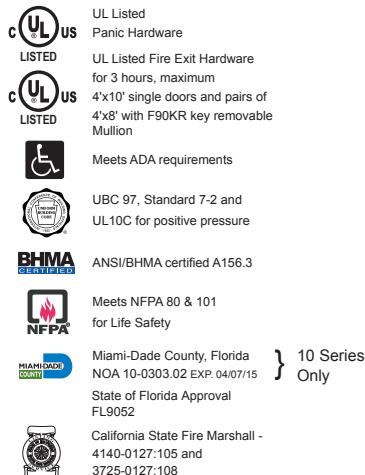 UL Listed
Panic Hardware
C UL US
®
LISTED
UL Listed Fire Exit Hardware
for 3 hours, maximum
4'x10' single doors and pairs of
4'x8' with F90KR key removable
Mullion
C UL US
®
LISTED
Meets ADA requirements
UBC 97, Standard 7-2 and
UL10C for positive pressure
UNIFORM
BUILDING
CODE
®
BHMA
CERTIFIED
ANSI/BHMA certified A156.3
Meets NFPA 80 & 101
for Life Safety
NFPA®
MIAMI-DADE
COUNTY
Miami-Dade County, Florida
NOA 10-0303.02 EXP. 04/07/15
} 10 Series
Only
State of Florida Approval
FL9052
California State Fire Marshall -
4140-0127:105 and
3725-0127:108